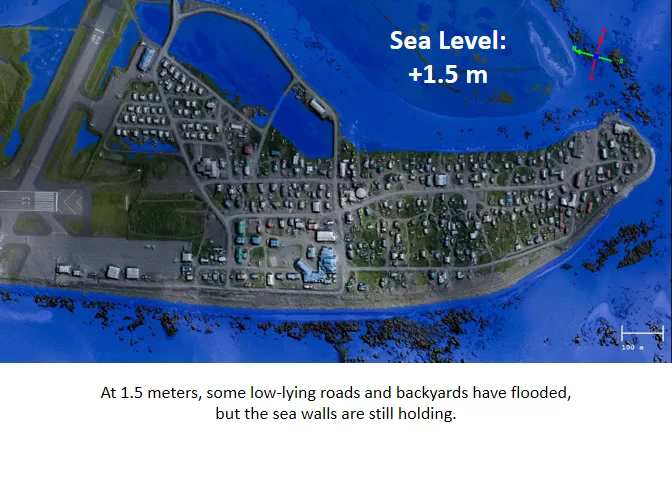 Sea Level:
+1.5 m
100 m
At 1.5 meters, some low-lying roads and backyards have flooded,
but the sea walls are still holding.